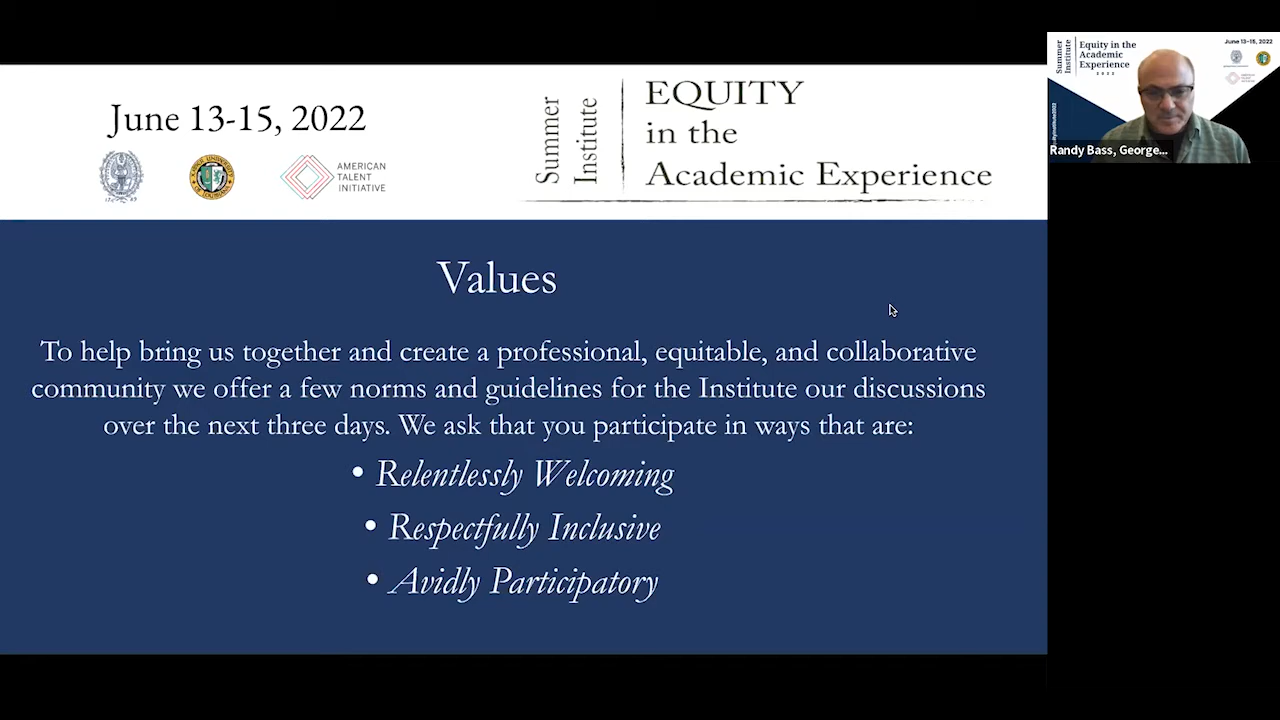 June 13-15, 2022
AMERICAN
TALENT
INITIATIVE
Summer
Institute
EQUITY
in the
Academic Experience
Values
To help bring us together and create a professional, equitable, and collaborative
community we offer a few norms and guidelines for the Institute our discussions
over the next three days. We ask that you participate in ways that are:
• Relentlessly Welcoming
• Respectfully Inclusive
• Avidly Participatory
Summer
Institute
Equity in the
Academic
Experience
2022
June 13-15, 2022
Randy Bass, George...